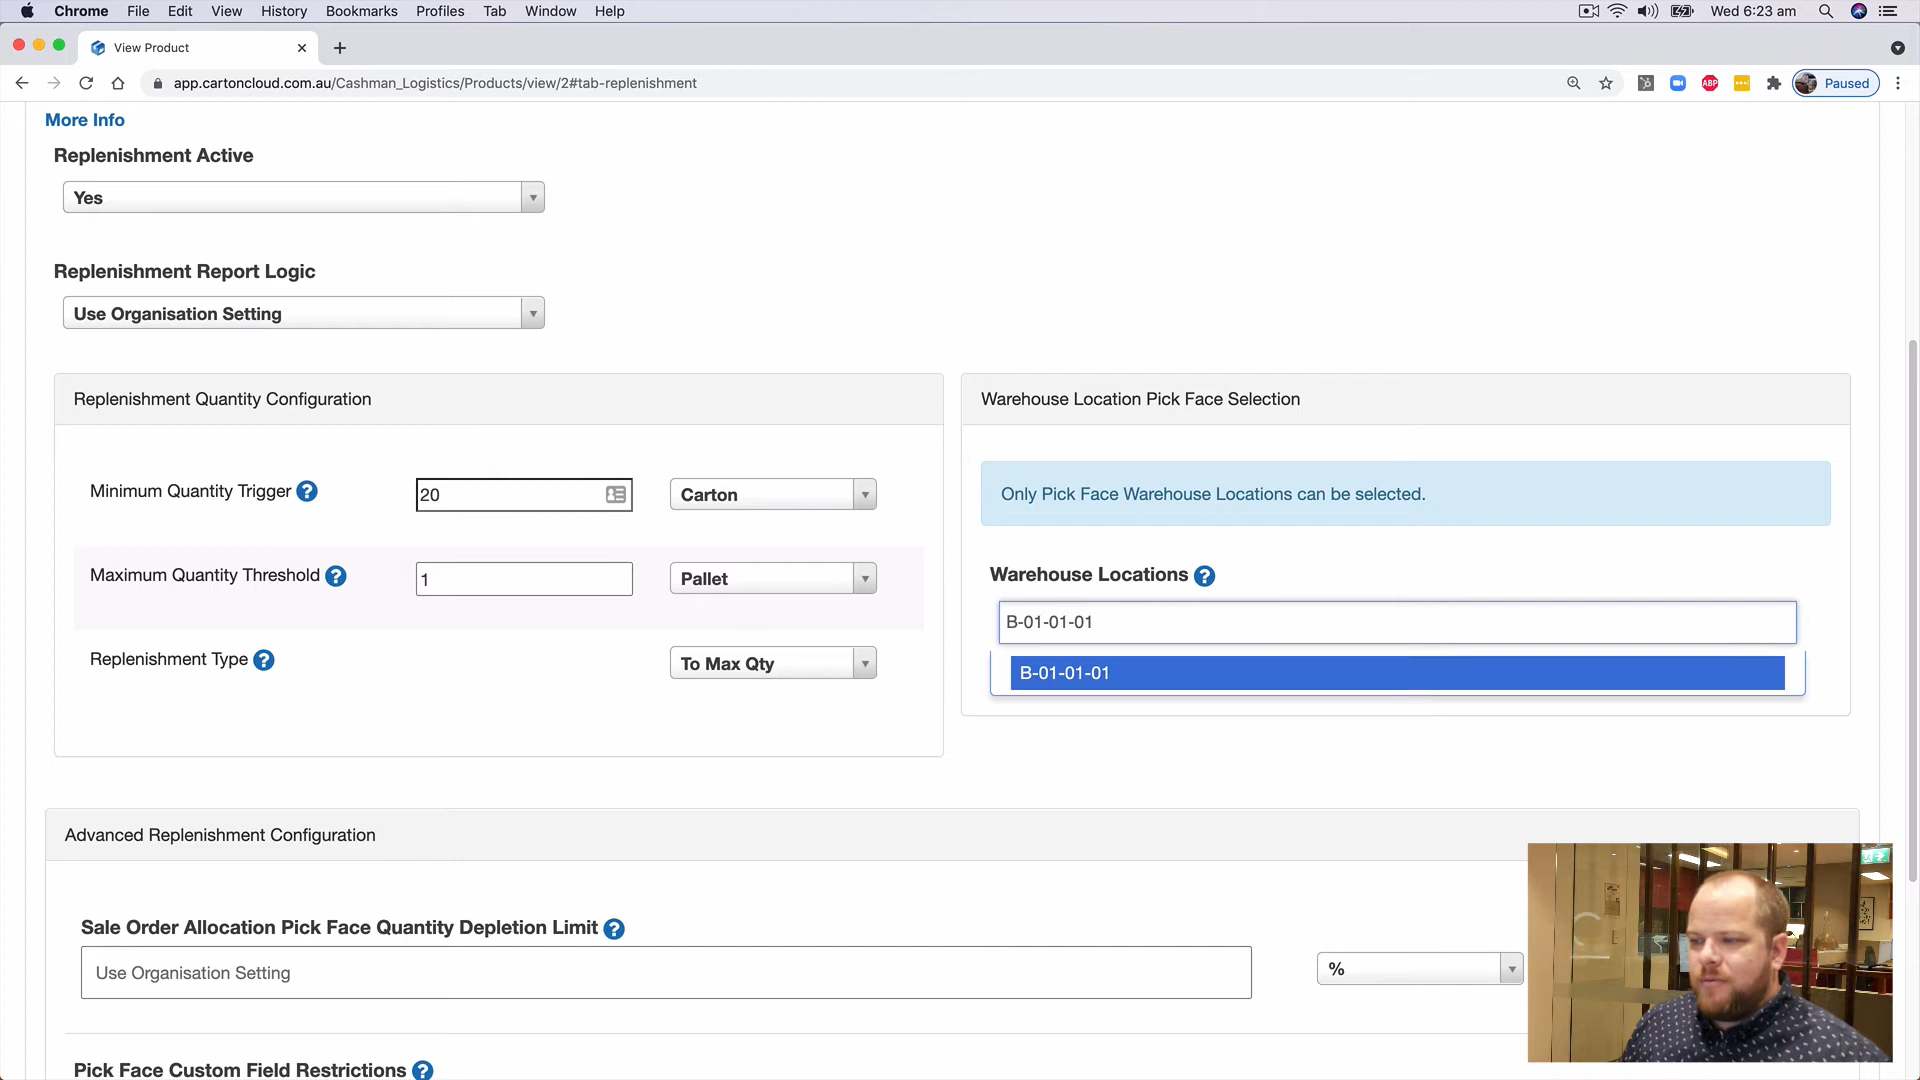 Chrome File Edit View History Bookmarks Profiles Tab Window Help Wed 6:23 am
View Product
app.cartoncloud.com.au/Cashman_Logistics/Products/view/2#tab-replenishment ABP Paused
More Info
Replenishment Active
Yes
Replenishment Report Logic
Use Organisation Setting
Replenishment Quantity Configuration
Minimum Quantity Trigger ? 20 Carton
Maximum Quantity Threshold ? 1 Pallet
Replenishment Type ? To Max Qty
Warehouse Location Pick Face Selection
Only Pick Face Warehouse Locations can be selected.
Warehouse Locations ?
B-01-01-01
B-01-01-01
Advanced Replenishment Configuration
Sale Order Allocation Pick Face Quantity Depletion Limit ?
Use Organisation Setting %
Pick Face Custom Field Restrictions ?